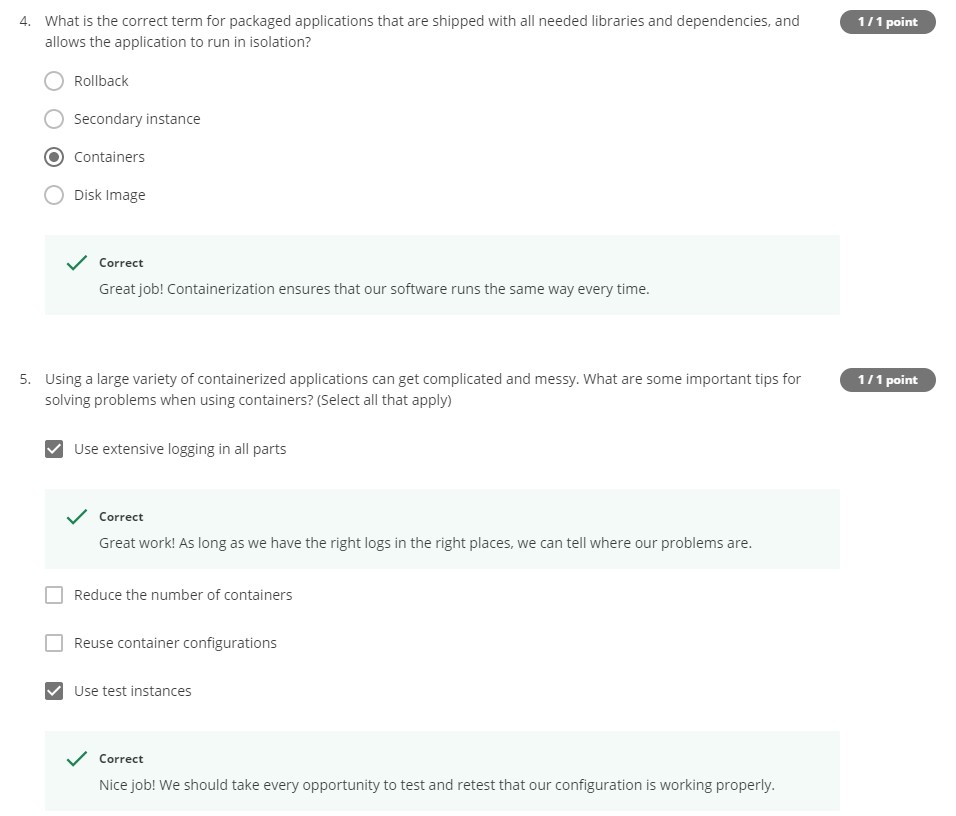 4. What is the correct term for packaged applications that are shipped with all needed libraries and dependencies, and
1 / 1 point
allows the application to run in isolation?
Rollback
Secondary instance
Containers
Disk Image
Correct
Great job! Containerization ensures that our software runs the same way every time.
5. Using a large variety of containerized applications can get complicated and messy. What are some important tips for
1 / 1 point
solving problems when using containers? (Select all that apply)
Use extensive logging in all parts
Correct
Great work! As long as we have the right logs in the right places, we can tell where our problems are.
Reduce the number of containers
Reuse container configurations
Use test instances
Correct
Nice job! We should take every opportunity to test and retest that our configuration is working properly.